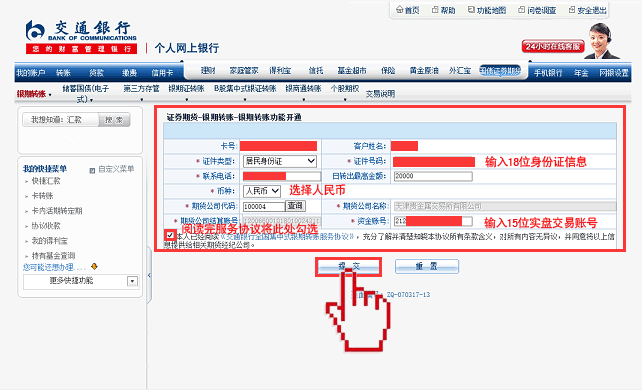 首页 帮助 功能地图 问卷调查 安全退出
交通银行
BANK OF COMMUNICATIONS
您的财富管理银行
个人网上银行
24小时在线客服
我的账户 转账 贷款 缴费 信用卡 理财 家庭管家 得利宝 信托 基金超市 保险 黄金原油 外汇宝 证券期货 手机银行 年金 网银设置
银期转账 储蓄国债(电子式) 第三方存管 银期证转账 B股集中式银证转账 银商通转账 个股期权 交易说明
我想知道: 汇款 搜索
我的快捷菜单 自定义菜单
快捷汇款
卡转账
卡内活期转定期
协议收款
我的得利宝
持有基金查询
您可能还想办理....
更多快捷功能
证券期货-银期转账-银期转账功能开通
卡号: 客户姓名:
* 证件类型: 居民身份证 * 证件号码: 输入18位身份证信息
* 联系电话: 日转出最高金额: 20000
* 币种: 人民币 选择人民币
* 期货公司代码: 100004 查询 * 期货公司名称: 天津贵金属交易所有限公司
* 期货公司结算账号: * 资金账号: 212 输入15位实盘交易账号
阅读完服务协议将此处勾选
本人已经阅读《交通银行全国集中式银期转账服务协议》,充分了解并清楚知晓本协议所有条款含义,对所有内容无异议,并同意将以上信息提供给相关期货经纪公司。
提 交 重 置
ZQ-070317-13